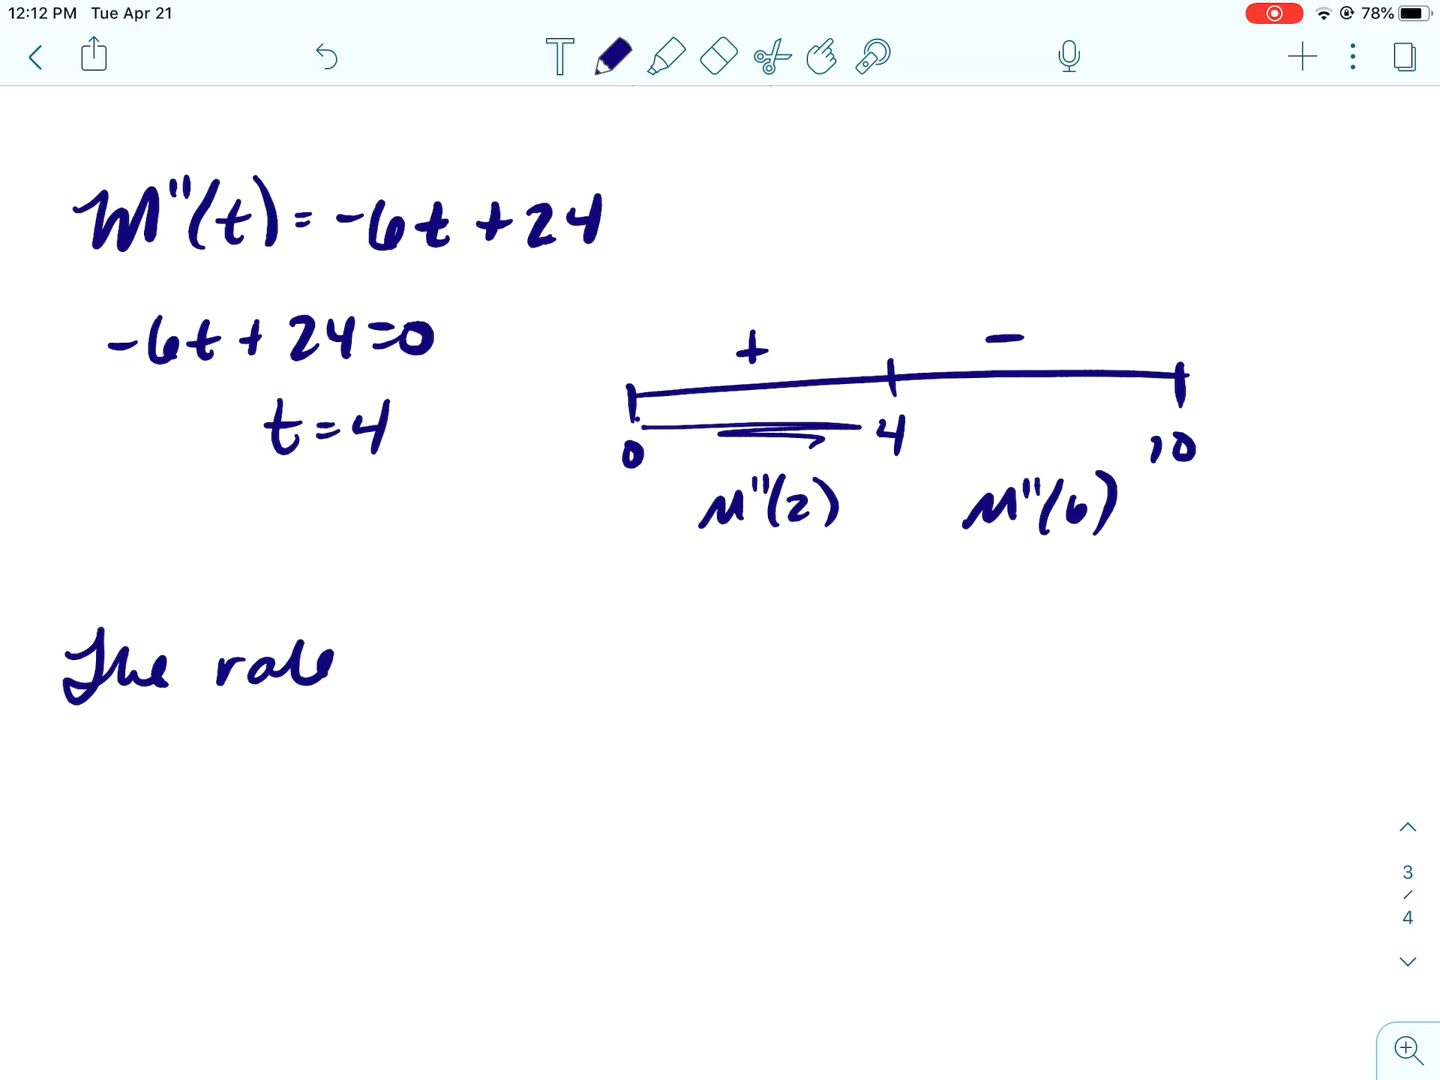 12:12 PM Tue Apr 21 78%
T
M"(t) = -6t + 24
-6t + 24 = 0
t = 4
+ -
0 4 10
M"(2) M"(6)
The rate
3
/
4